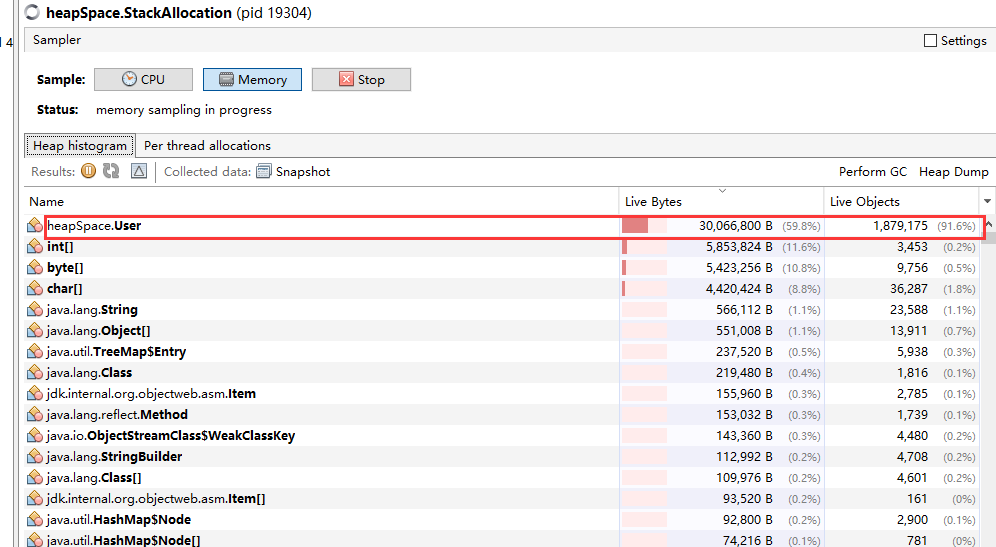 heapSpace.StackAllocation (pid 19304)
4
Sampler
Settings
Sample: CPU Memory Stop
Status: memory sampling in progress
Heap histogram Per thread allocations
Results: Collected data: Snapshot Perform GC Heap Dump
Name Live Bytes Live Objects
heapSpace.User 30,066,800 B (59.8%) 1,879,175 (91.6%)
int[] 5,853,824 B (11.6%) 3,453 (0.2%)
byte[] 5,423,256 B (10.8%) 9,756 (0.5%)
char[] 4,420,424 B (8.8%) 36,287 (1.8%)
java.lang.String 566,112 B (1.1%) 23,588 (1.1%)
java.lang.Object[] 551,008 B (1.1%) 13,911 (0.7%)
java.util.TreeMap$Entry 237,520 B (0.5%) 5,938 (0.3%)
java.lang.Class 219,480 B (0.4%) 1,816 (0.1%)
jdk.internal.org.objectweb.asm.Item 155,960 B (0.3%) 2,785 (0.1%)
java.lang.reflect.Method 153,032 B (0.3%) 1,739 (0.1%)
java.io.ObjectStreamClass$WeakClassKey 143,360 B (0.3%) 4,480 (0.2%)
java.lang.StringBuilder 112,992 B (0.2%) 4,708 (0.2%)
java.lang.Class[] 109,976 B (0.2%) 4,601 (0.2%)
jdk.internal.org.objectweb.asm.Item[] 93,520 B (0.2%) 161 (0%)
java.util.HashMap$Node 92,800 B (0.2%) 2,900 (0.1%)
java.util.HashMap$Node[] 74,216 B (0.1%) 781 (0%)